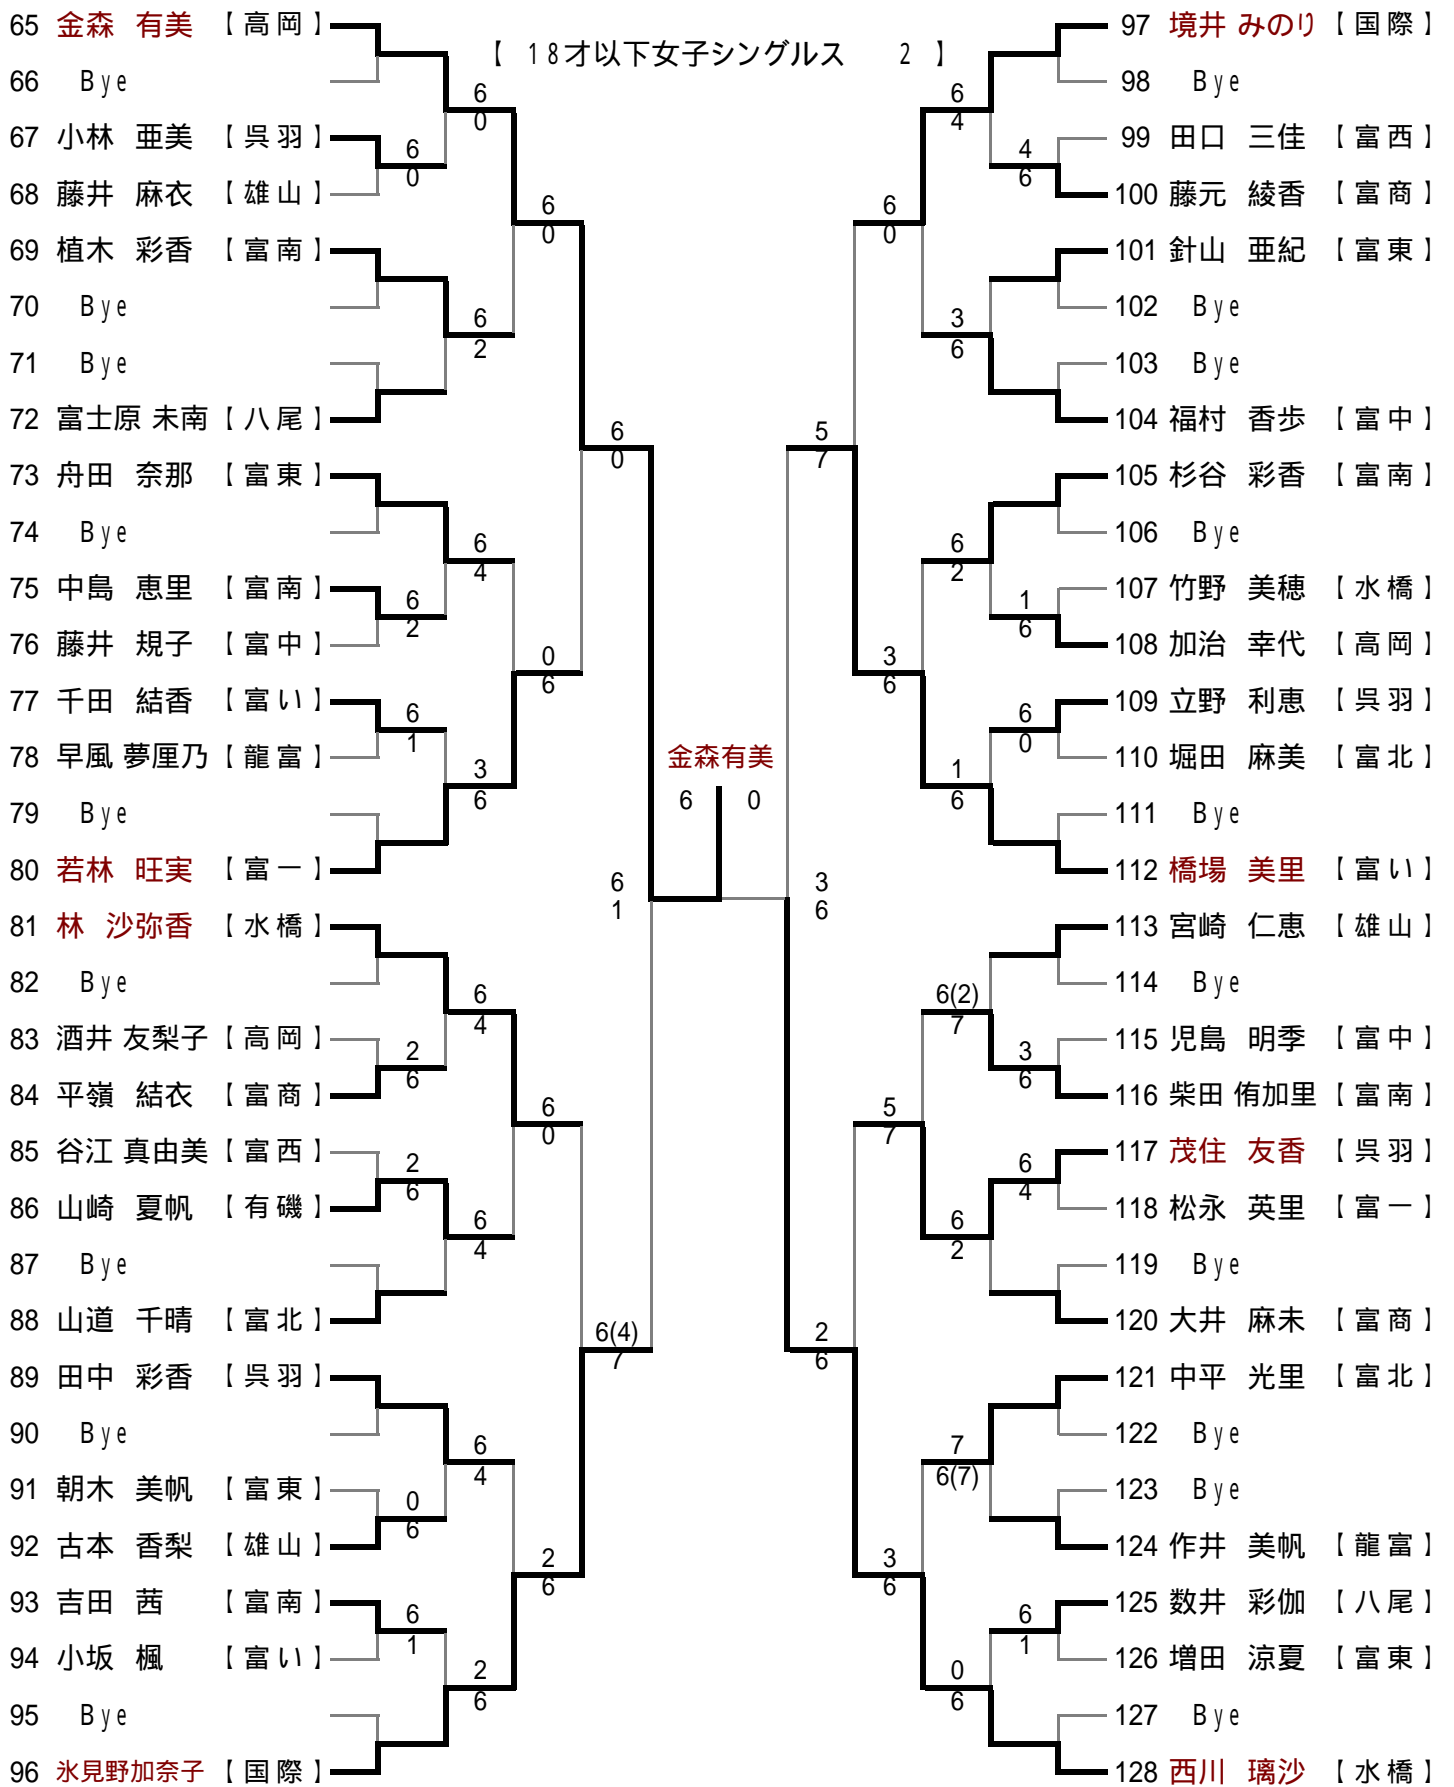 【 18才以下女子シングルス 2 】
65 金森 有美 【 高 岡 】
66 Bye
6
0
67 小林 亜美 【 呉 羽 】
6
0
68 藤井 麻衣 【 雄 山 】
6
0
69 植木 彩香 【 富 南 】
70 Bye
6
2
71 Bye
72 富士原 未南 【 八 尾 】
6
0
73 舟田 奈那 【 富 東 】
74 Bye
6
4
75 中島 恵里 【 富 南 】
6
2
76 藤井 規子 【 富 中 】
0
6
77 千田 結香 【 富 い 】
6
1
78 早風 夢厘乃 【 龍 富 】
3
6
79 Bye
80 若林 旺実 【 富 一 】
6
1
81 林 沙弥香 【 水 橋 】
82 Bye
6
4
83 酒井 友梨子 【 高 岡 】
2
6
84 平嶺 結衣 【 富 商 】
6
0
85 谷江 真由美 【 富 西 】
2
6
86 山崎 夏帆 【 有 磯 】
6
4
87 Bye
88 山道 千晴 【 富 北 】
6(4)
7
89 田中 彩香 【 呉 羽 】
90 Bye
6
4
91 朝木 美帆 【 富 東 】
0
6
92 古本 香梨 【 雄 山 】
2
6
93 吉田 茜 【 富 南 】
6
1
94 小坂 楓 【 富 い 】
2
6
95 Bye
96 氷見野加奈子 【 国 際 】
金森有美
6 0
97 境井 みのり 【 国 際 】
98 Bye
6
4
99 田口 三佳 【 富 西 】
4
6
100 藤元 綾香 【 富 商 】
6
0
101 針山 亜紀 【 富 東 】
102 Bye
3
6
103 Bye
104 福村 香歩 【 富 中 】
5
7
105 杉谷 彩香 【 富 南 】
106 Bye
6
2
107 竹野 美穂 【 水 橋 】
1
6
108 加治 幸代 【 高 岡 】
3
6
109 立野 利恵 【 呉 羽 】
6
0
110 堀田 麻美 【 富 北 】
1
6
111 Bye
112 橋場 美里 【 富 い 】
3
6
113 宮崎 仁恵 【 雄 山 】
114 Bye
6(2)
7
115 児島 明季 【 富 中 】
3
6
116 柴田 侑加里 【 富 南 】
5
7
117 茂住 友香 【 呉 羽 】
6
4
118 松永 英里 【 富 一 】
6
2
119 Bye
120 大井 麻未 【 富 商 】
2
6
121 中平 光里 【 富 北 】
122 Bye
7
6(7)
123 Bye
124 作井 美帆 【 龍 富 】
3
6
125 数井 彩伽 【 八 尾 】
6
1
126 増田 涼夏 【 富 東 】
0
6
127 Bye
128 西川 璃沙 【 水 橋 】